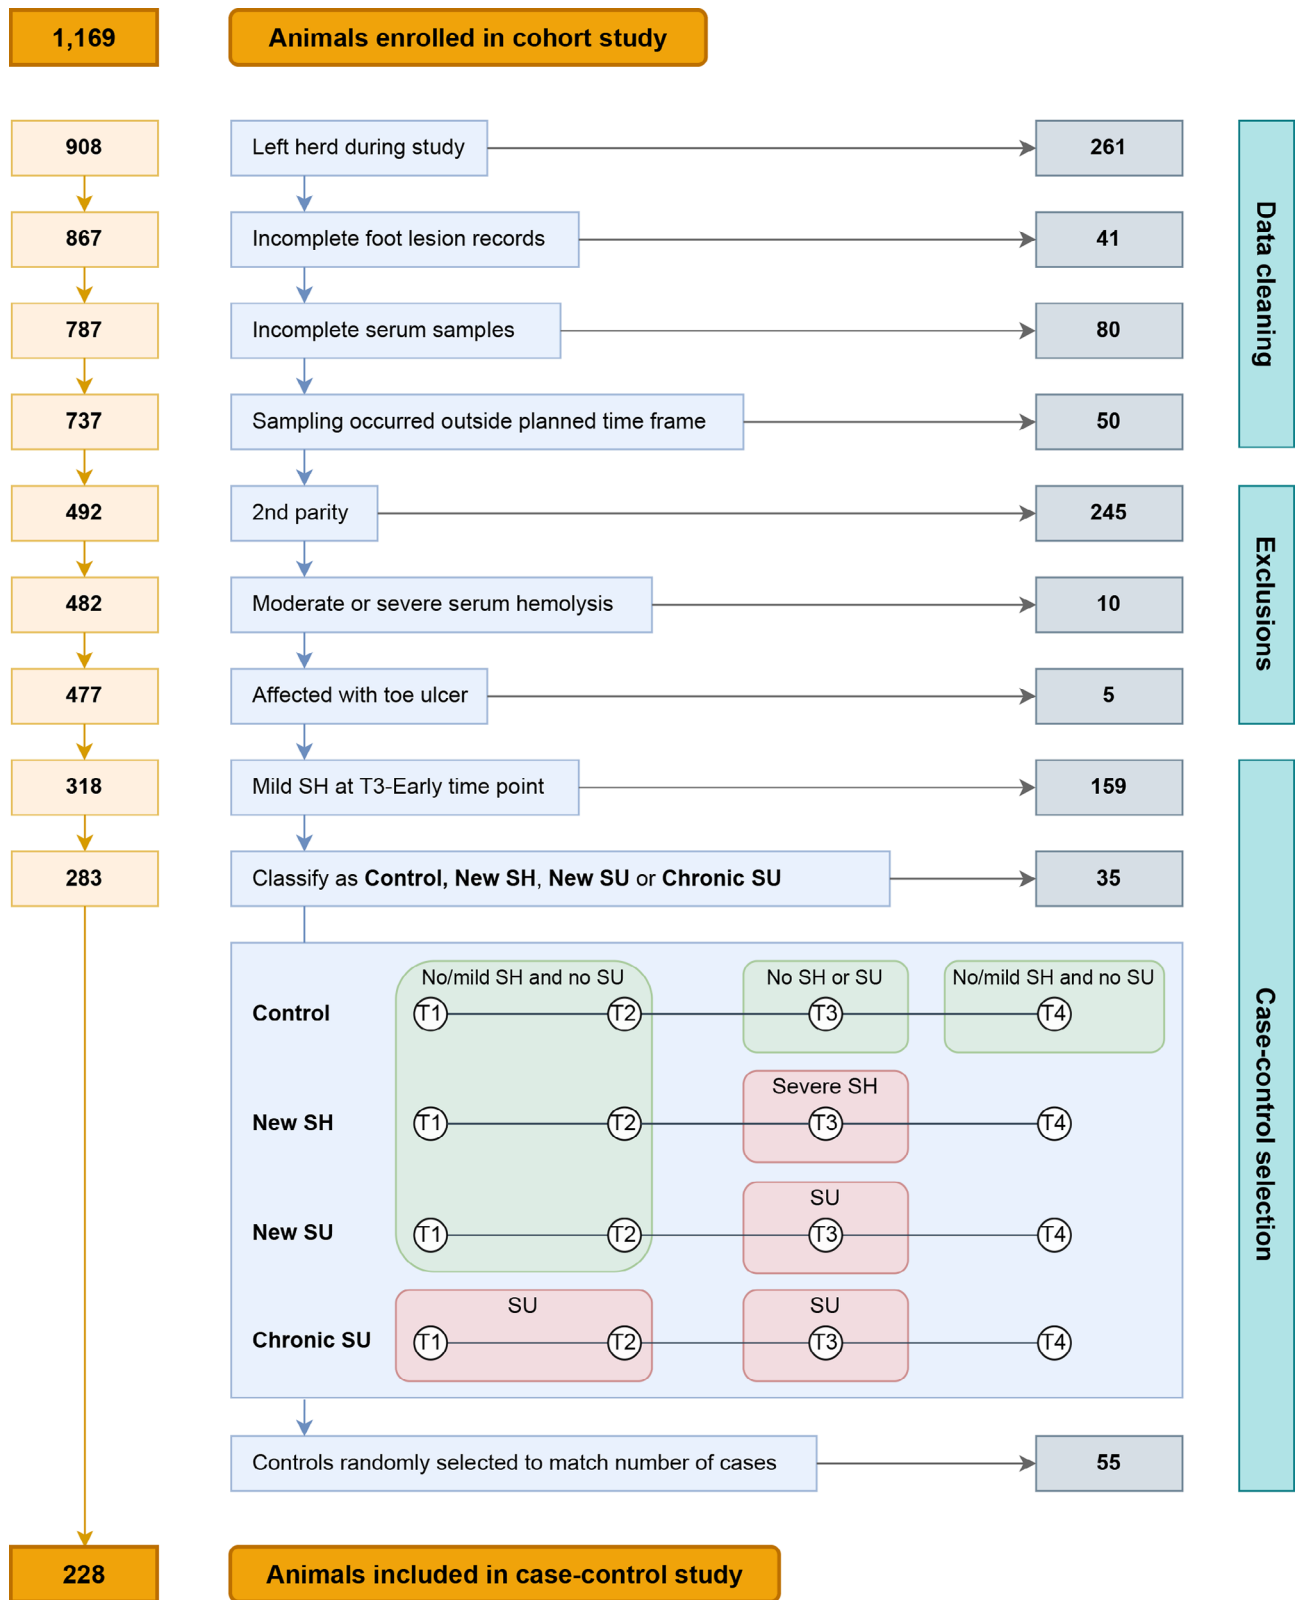 1,169 Animals enrolled in cohort study
908 Left herd during study 261
867 Incomplete foot lesion records 41
787 Incomplete serum samples 80
737 Sampling occurred outside planned time frame 50
Data cleaning
492 2nd parity 245
482 Moderate or severe serum hemolysis 10
477 Affected with toe ulcer 5
Exclusions
318 Mild SH at T3-Early time point 159
283 Classify as Control, New SH, New SU or Chronic SU 35
No/mild SH and no SU No SH or SU No/mild SH and no SU
Control T1 T2 T3 T4
Severe SH
New SH T1 T2 T3 T4
SU
New SU T1 T2 T3 T4
SU SU
Chronic SU T1 T2 T3 T4
Controls randomly selected to match number of cases 55
Case-control selection
228 Animals included in case-control study